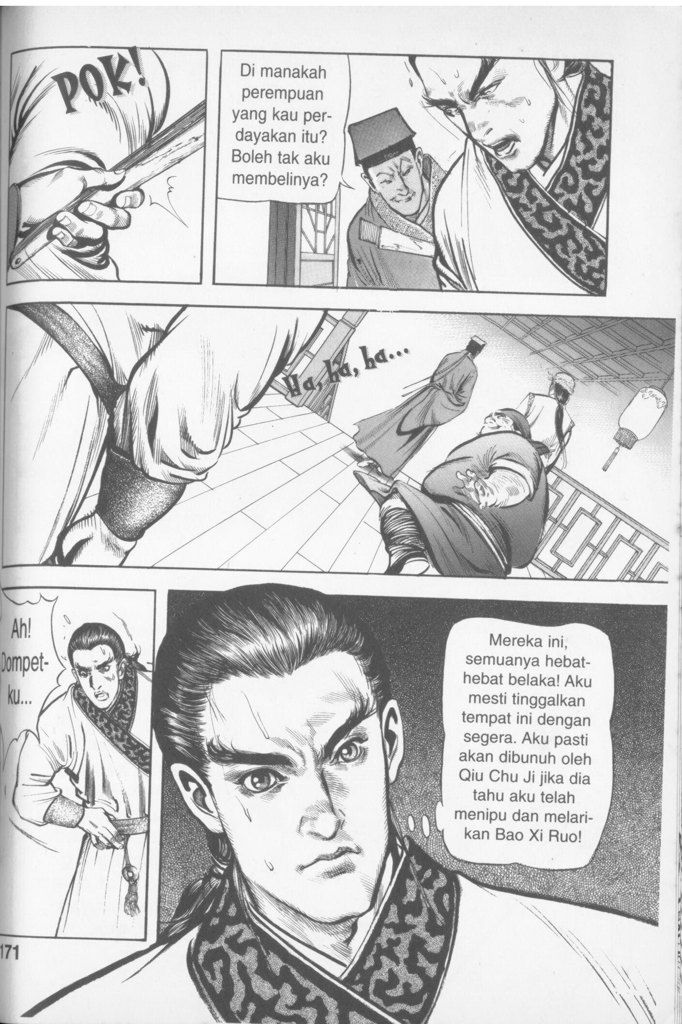 POK!
Di manakah
perempuan
yang kau per-
dayakan itu?
Boleh tak aku
membelinya?
Ha, ha, ha...
Ah!
Dompet-
ku...
Mereka ini,
semuanya hebat-
hebat belaka! Aku
mesti tinggalkan
tempat ini dengan
segera. Aku pasti
akan dibunuh oleh
Qiu Chu Ji jika dia
tahu aku telah
menipu dan melari-
kan Bao Xi Ruo!
171